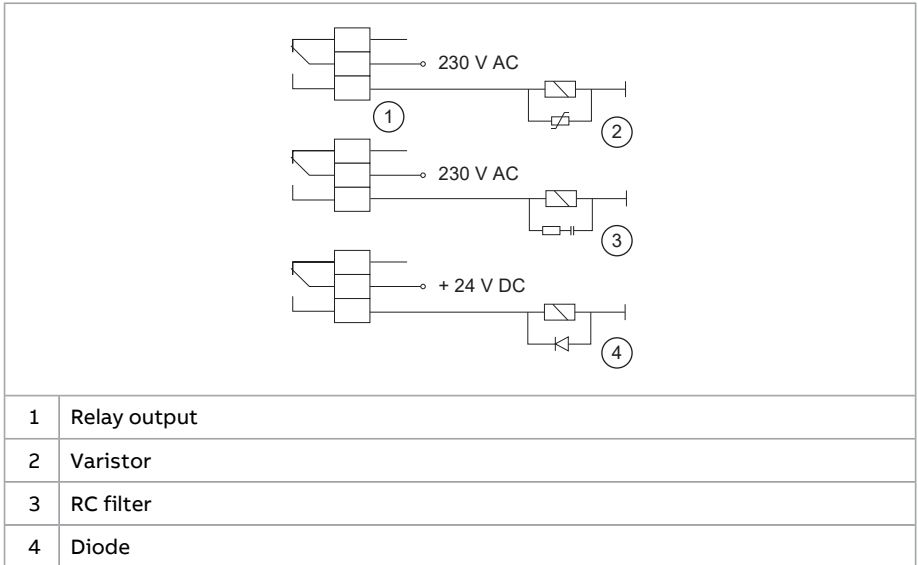 230 V AC
1
2
230 V AC
3
+ 24 V DC
4
1 Relay output
2 Varistor
3 RC filter
4 Diode